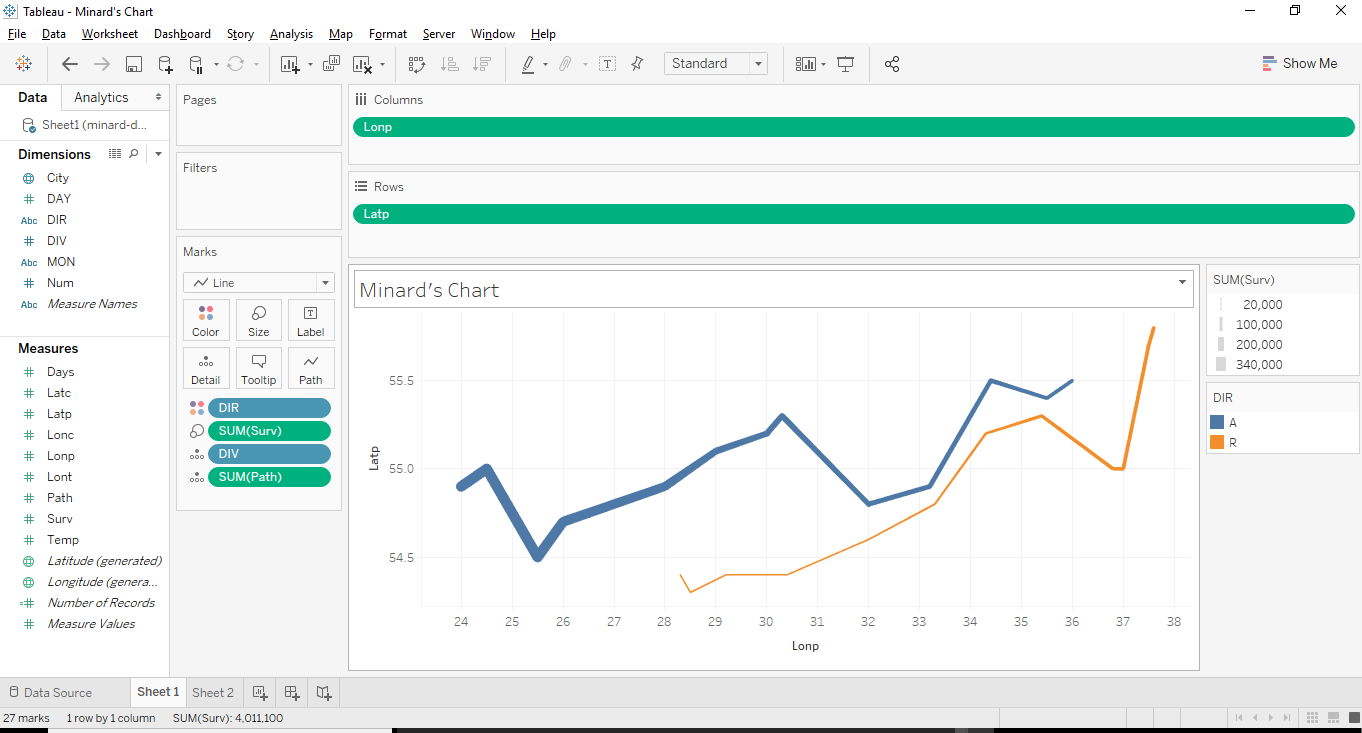 Tableau - Minard's Chart
File Data Worksheet Dashboard Story Analysis Map Format Server Window Help
Standard
Show Me
Data Analytics
Sheet1 (minard-d...
Dimensions
City
DAY
Abc DIR
DIV
Abc MON
Num
Abc Measure Names
Measures
Days
Latc
Latp
Lonc
Lonp
Lont
Path
Surv
Temp
Latitude (generated)
Longitude (genera...
Number of Records
Measure Values
Pages
Filters
Marks
Line
Color Size Label
Detail Tooltip Path
DIR
SUM(Surv)
DIV
SUM(Path)
Columns
Lonp
Rows
Latp
Minard's Chart
55.5
55.0
54.5
Latp
24 25 26 27 28 29 30 31 32 33 34 35 36 37 38
Lonp
SUM(Surv)
20,000
100,000
200,000
340,000
DIR
A
R
Data Source Sheet 1 Sheet 2
27 marks 1 row by 1 column SUM(Surv): 4,011,100